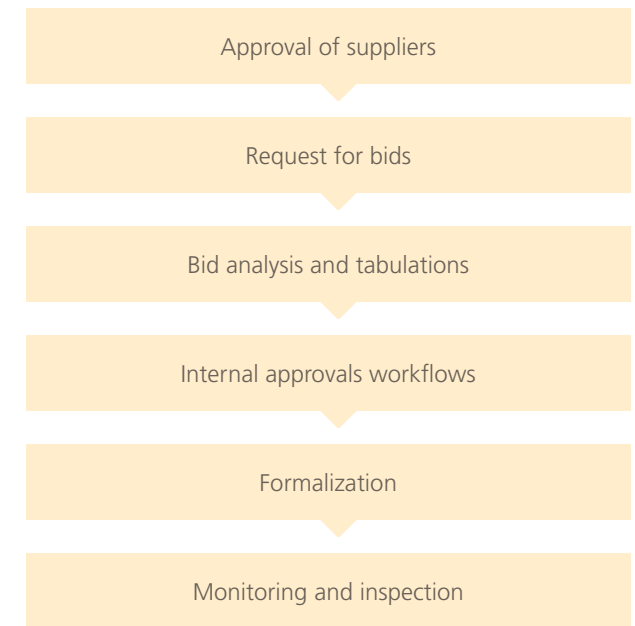 Approval of suppliers
Request for bids
Bid analysis and tabulations
Internal approvals workflows
Formalization
Monitoring and inspection